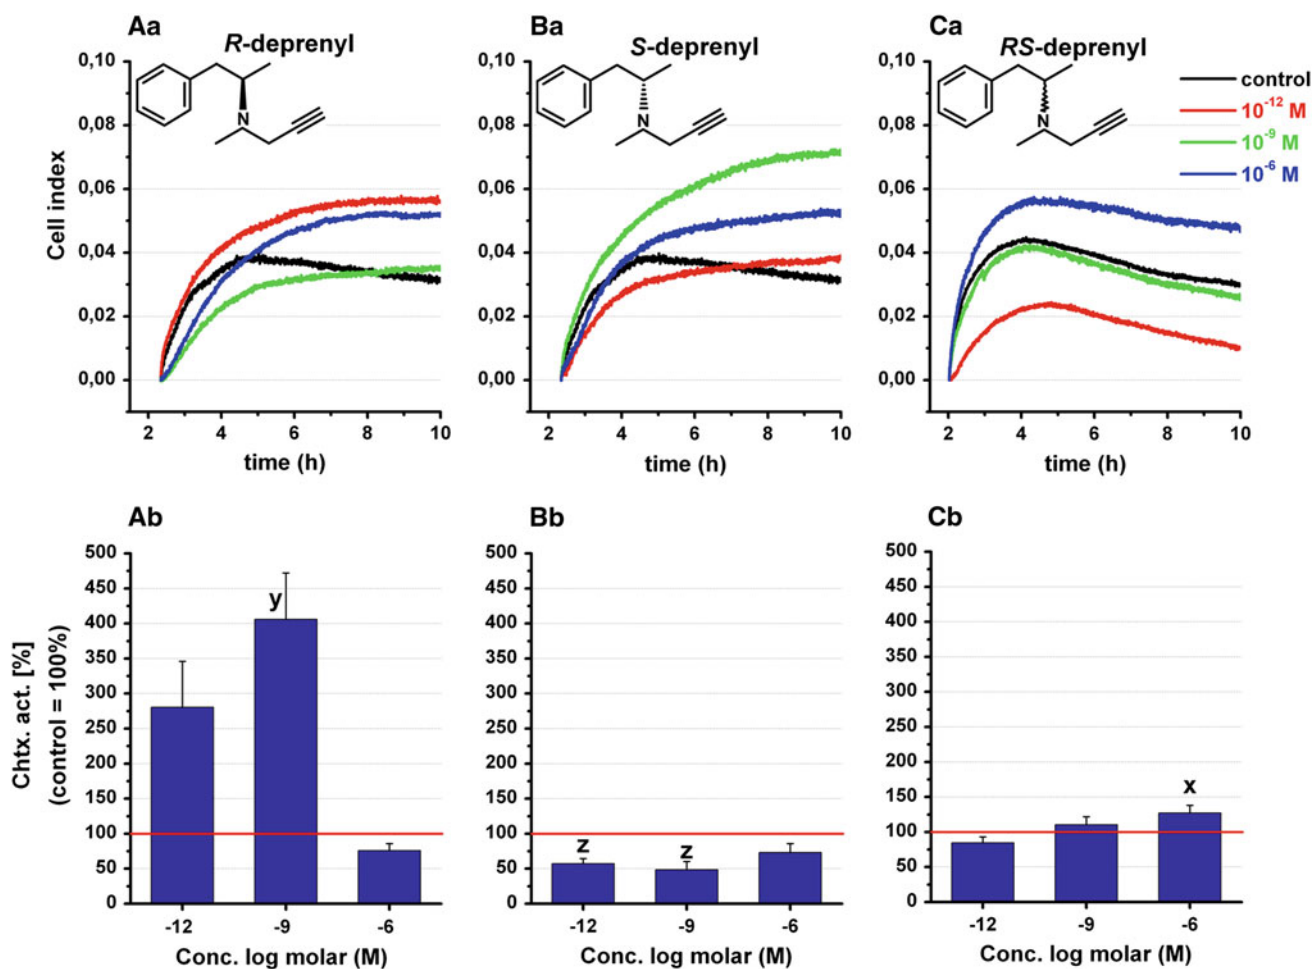 Aa
R-deprenyl
Cell index
0,10
0,08
0,06
0,04
0,02
0,00
N
2 4 6 8 10
time (h)
Ba
S-deprenyl
0,10
0,08
0,06
0,04
0,02
0,00
N
2 4 6 8 10
time (h)
Ca
RS-deprenyl
0,10
0,08
0,06
0,04
0,02
0,00
N
2 4 6 8 10
time (h)
control
10⁻¹² M
10⁻⁹ M
10⁻⁶ M
Ab
Chtx. act. [%]
(control = 100%)
500
450
400
350
300
250
200
150
100
50
0
y
-12 -9 -6
Conc. log molar (M)
Bb
500
450
400
350
300
250
200
150
100
50
0
z z
-12 -9 -6
Conc. log molar (M)
Cb
500
450
400
350
300
250
200
150
100
50
0
x
-12 -9 -6
Conc. log molar (M)